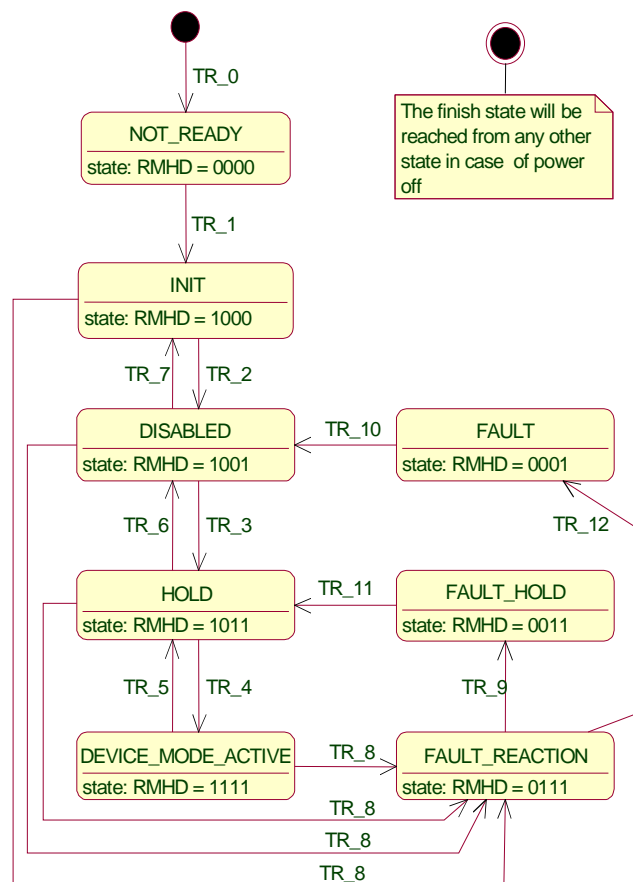 TR_0
The finish state will be
reached from any other
state in case of power
off
NOT_READY
state: RMHD = 0000
TR_1
INIT
state: RMHD = 1000
TR_7
TR_2
DISABLED
state: RMHD = 1001
TR_10
FAULT
state: RMHD = 0001
TR_6
TR_3
TR_12
HOLD
state: RMHD = 1011
TR_11
FAULT_HOLD
state: RMHD = 0011
TR_5
TR_4
TR_9
DEVICE_MODE_ACTIVE
state: RMHD = 1111
TR_8
FAULT_REACTION
state: RMHD = 0111
TR_8
TR_8
TR_8